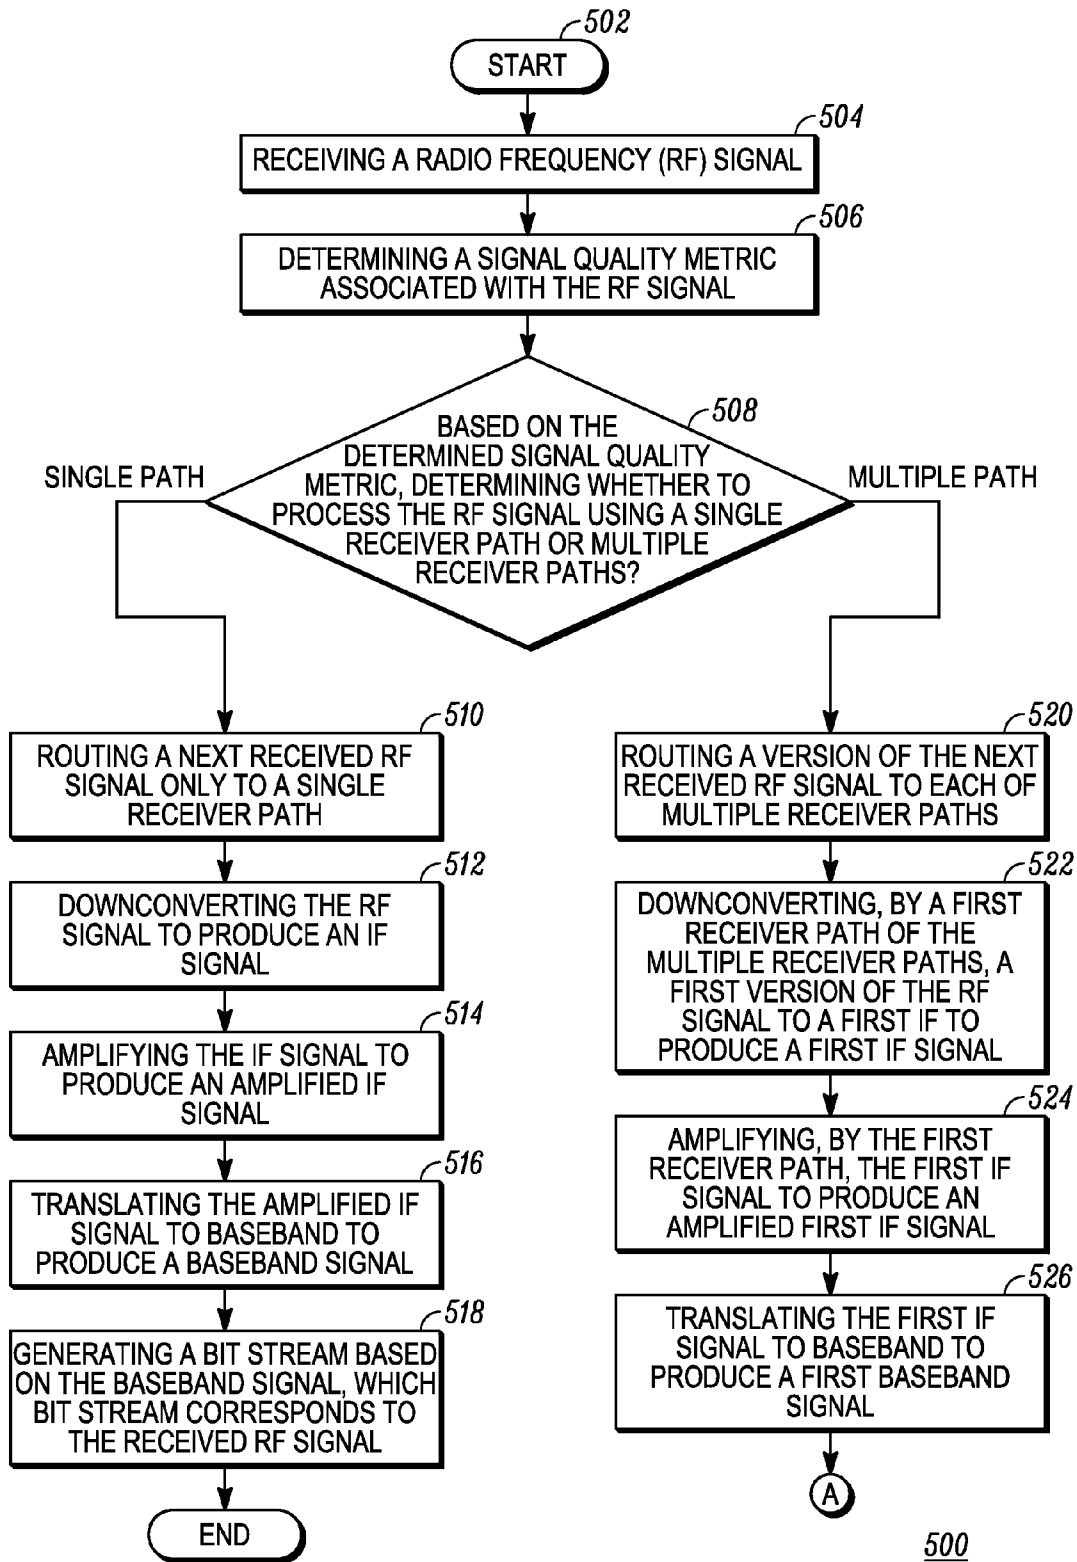 502
START
504
RECEIVING A RADIO FREQUENCY (RF) SIGNAL
506
DETERMINING A SIGNAL QUALITY METRIC
ASSOCIATED WITH THE RF SIGNAL
508
BASED ON THE
DETERMINED SIGNAL QUALITY
METRIC, DETERMINING WHETHER TO
PROCESS THE RF SIGNAL USING A SINGLE
RECEIVER PATH OR MULTIPLE
RECEIVER PATHS?
SINGLE PATH
MULTIPLE PATH
510
ROUTING A NEXT RECEIVED RF
SIGNAL ONLY TO A SINGLE
RECEIVER PATH
512
DOWNCONVERTING THE RF
SIGNAL TO PRODUCE AN IF
SIGNAL
514
AMPLIFYING THE IF SIGNAL TO
PRODUCE AN AMPLIFIED IF
SIGNAL
516
TRANSLATING THE AMPLIFIED IF
SIGNAL TO BASEBAND TO
PRODUCE A BASEBAND SIGNAL
518
GENERATING A BIT STREAM BASED
ON THE BASEBAND SIGNAL, WHICH
BIT STREAM CORRESPONDS TO
THE RECEIVED RF SIGNAL
END
520
ROUTING A VERSION OF THE NEXT
RECEIVED RF SIGNAL TO EACH OF
MULTIPLE RECEIVER PATHS
522
DOWNCONVERTING, BY A FIRST
RECEIVER PATH OF THE
MULTIPLE RECEIVER PATHS, A
FIRST VERSION OF THE RF
SIGNAL TO A FIRST IF TO
PRODUCE A FIRST IF SIGNAL
524
AMPLIFYING, BY THE FIRST
RECEIVER PATH, THE FIRST IF
SIGNAL TO PRODUCE AN
AMPLIFIED FIRST IF SIGNAL
526
TRANSLATING THE FIRST IF
SIGNAL TO BASEBAND TO
PRODUCE A FIRST BASEBAND
SIGNAL
A
500